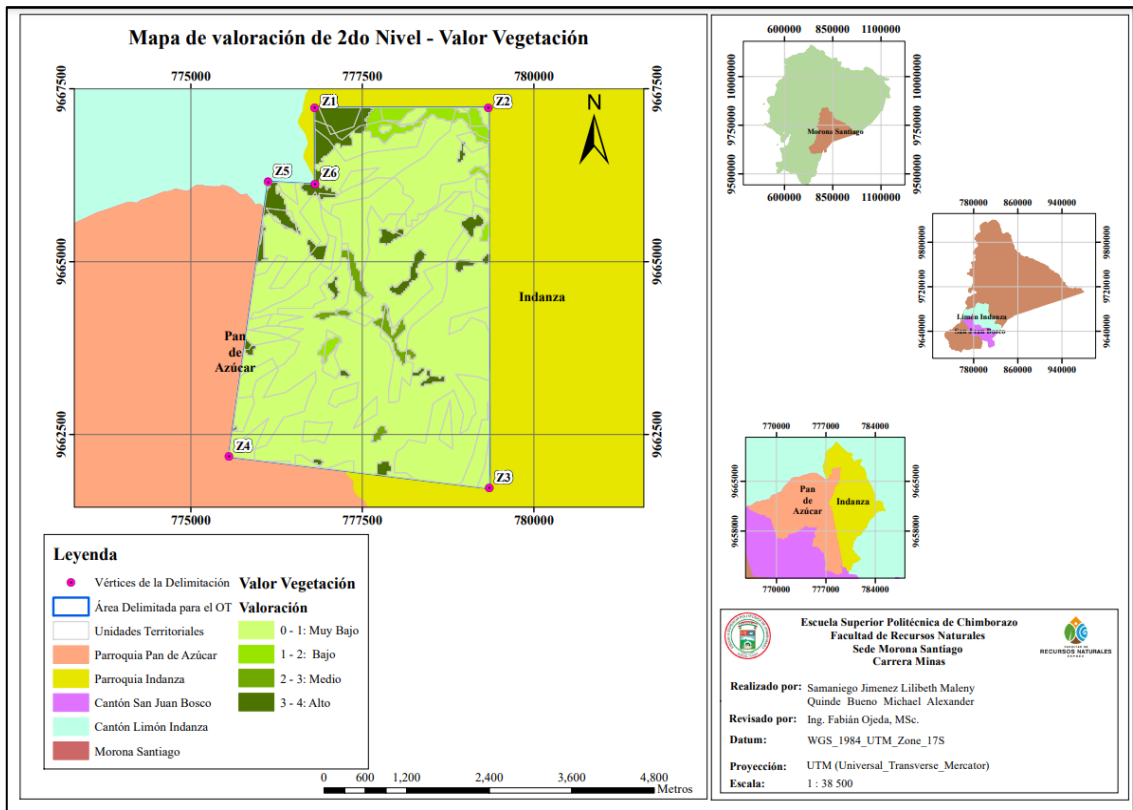 Mapa de valoración de 2do Nivel - Valor Vegetación
775000 777500 780000
9667500 9667500
9665000 9665000
9662500 9662500
775000 777500 780000
Z1
Z2
N
Z5
Z6
Indanza
Pan
de
Azúcar
Z4
Z3
Leyenda
Vértices de la Delimitación
Área Delimitada para el OT
Unidades Territoriales
Parroquia Pan de Azúcar
Parroquia Indanza
Cantón San Juan Bosco
Cantón Limón Indanza
Morona Santiago
Valor Vegetación
Valoración
0 - 1: Muy Bajo
1 - 2: Bajo
2 - 3: Medio
3 - 4: Alto
0 600 1,200 2,400 3,600 4,800
Metros
600000 850000 1100000
10000000 10000000
9750000 9750000
9500000 9500000
Morona Santiago
600000 850000 1100000
780000 860000 940000
9800000 9800000
9720000 9720000
9640000 9640000
Limón Indanza
San Juan Bosco
780000 860000 940000
770000 777000 784000
9665000 9665000
9658000 9658000
Pan
de
Azúcar
Indanza
770000 777000 784000
Escuela Superior Politécnica de Chimborazo
Facultad de Recursos Naturales
Sede Morona Santiago
Carrera Minas
RECURSOS NATURALES
Realizado por: Samaniego Jimenez Lilibeth Maleny
Quinde Bueno Michael Alexander
Revisado por: Ing. Fabián Ojeda, MSc.
Datum: WGS_1984_UTM_Zone_17S
Proyección: UTM (Universal_Transverse_Mercator)
Escala: 1 : 38 500